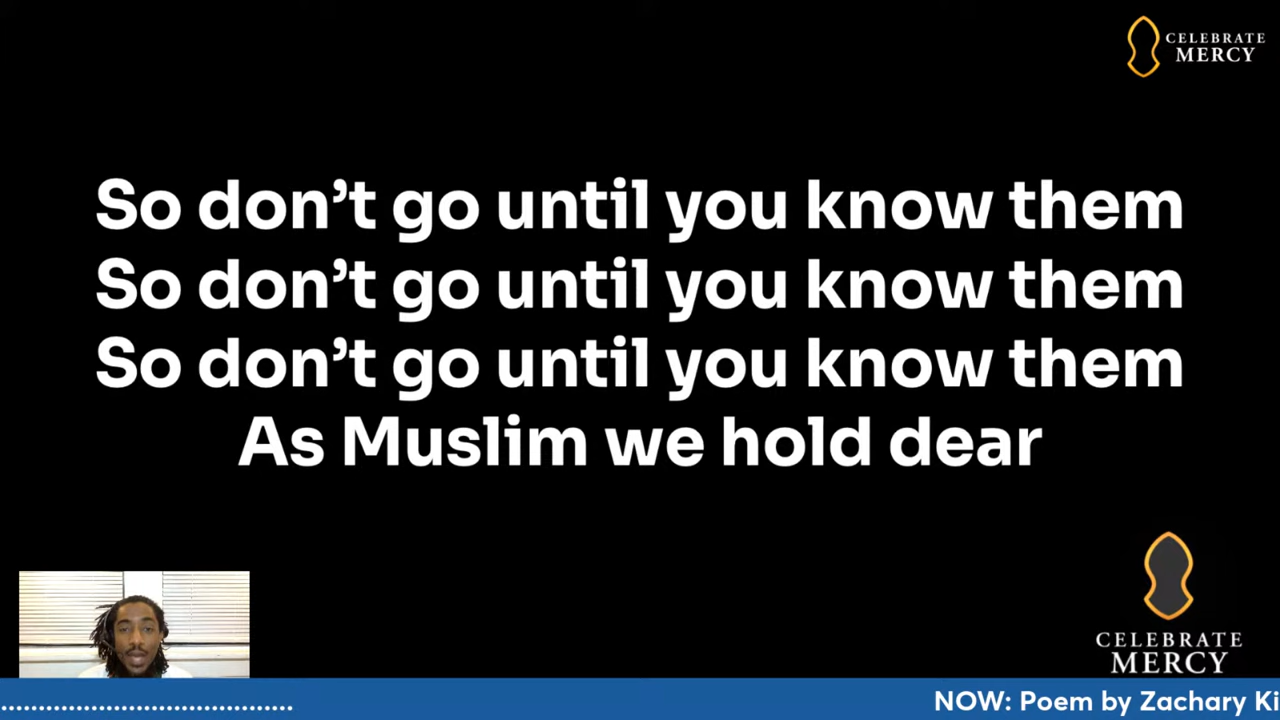 CELEBRATE
MERCY
So don’t go until you know them
So don’t go until you know them
So don’t go until you know them
As Muslim we hold dear
CELEBRATE
MERCY
..................................... NOW: Poem by Zachary Ki